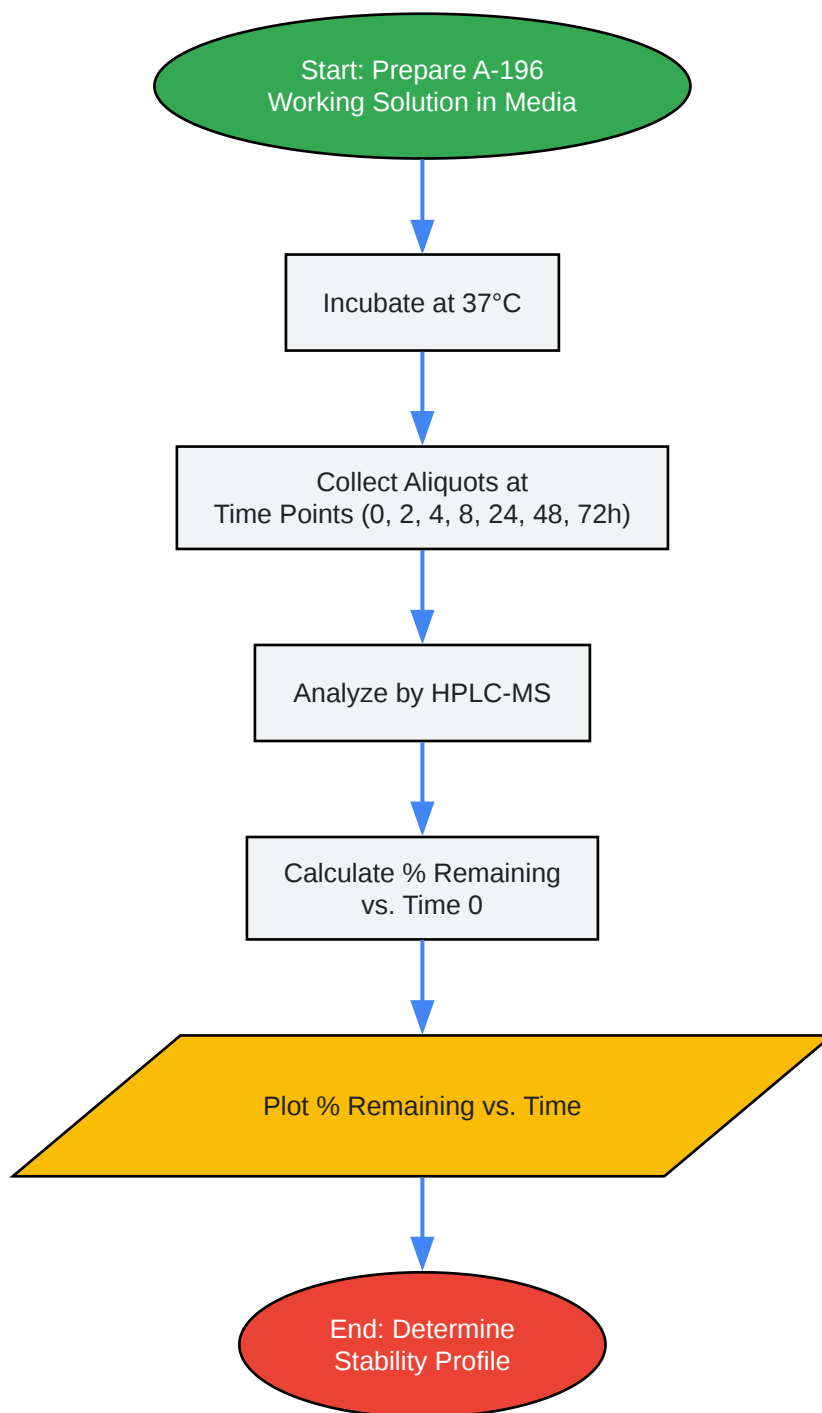 Start: Prepare A-196
Working Solution in Media
Incubate at 37°C
Collect Aliquots at
Time Points (0, 2, 4, 8, 24, 48, 72h)
Analyze by HPLC-MS
Calculate % Remaining
vs. Time 0
Plot % Remaining vs. Time
End: Determine
Stability Profile